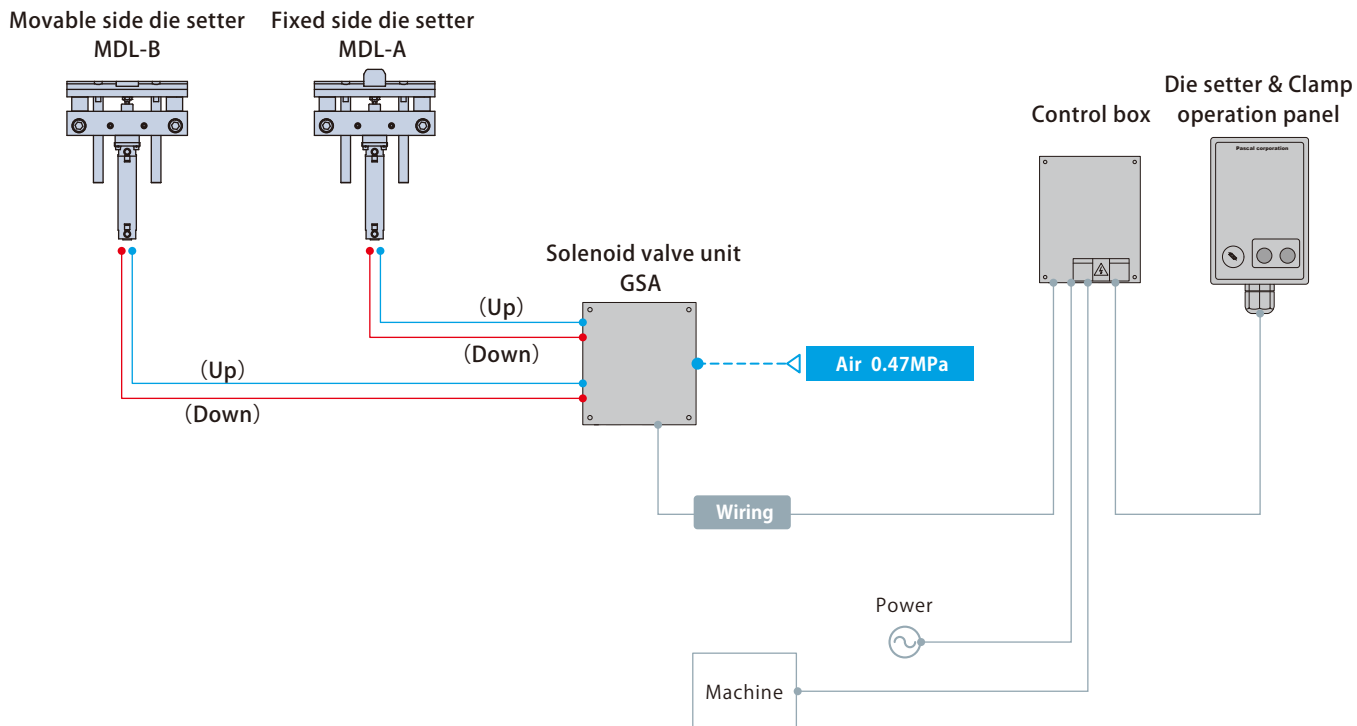 Movable side die setter
MDL-B
Fixed side die setter
MDL-A
Die setter & Clamp
operation panel
Control box
Pascal corporation
Solenoid valve unit
GSA
(Up)
(Down)
(Up)
(Down)
Air 0.47MPa
Wiring
Power
Machine